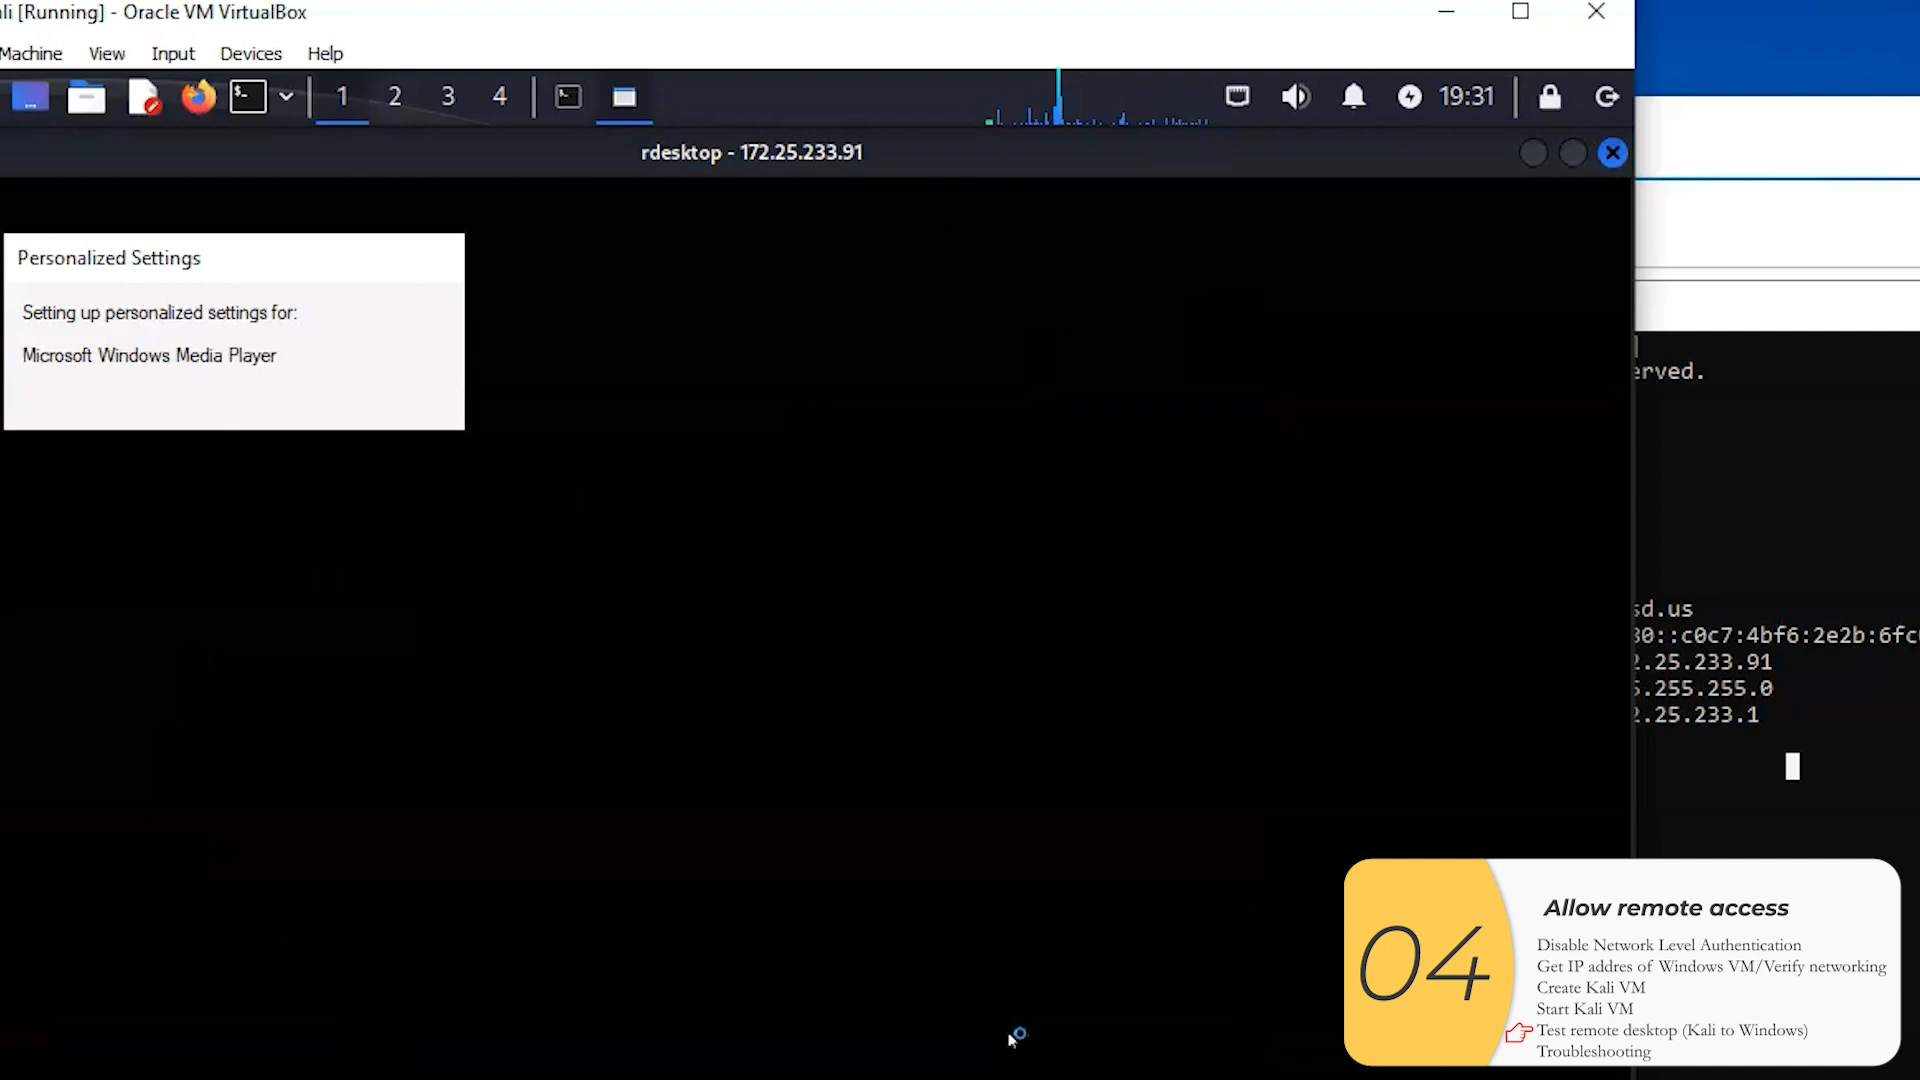 li [Running] - Oracle VM VirtualBox
Machine View Input Devices Help
1 2 3 4 19:31
rdesktop - 172.25.233.91
Personalized Settings
Setting up personalized settings for:
Microsoft Windows Media Player
erved.
sd.us
30::c0c7:4bf6:2e2b:6fc
2.25.233.91
5.255.255.0
2.25.233.1
04
Allow remote access
Disable Network Level Authentication
Get IP addres of Windows VM/Verify networking
Create Kali VM
Start Kali VM
Test remote desktop (Kali to Windows)
Troubleshooting